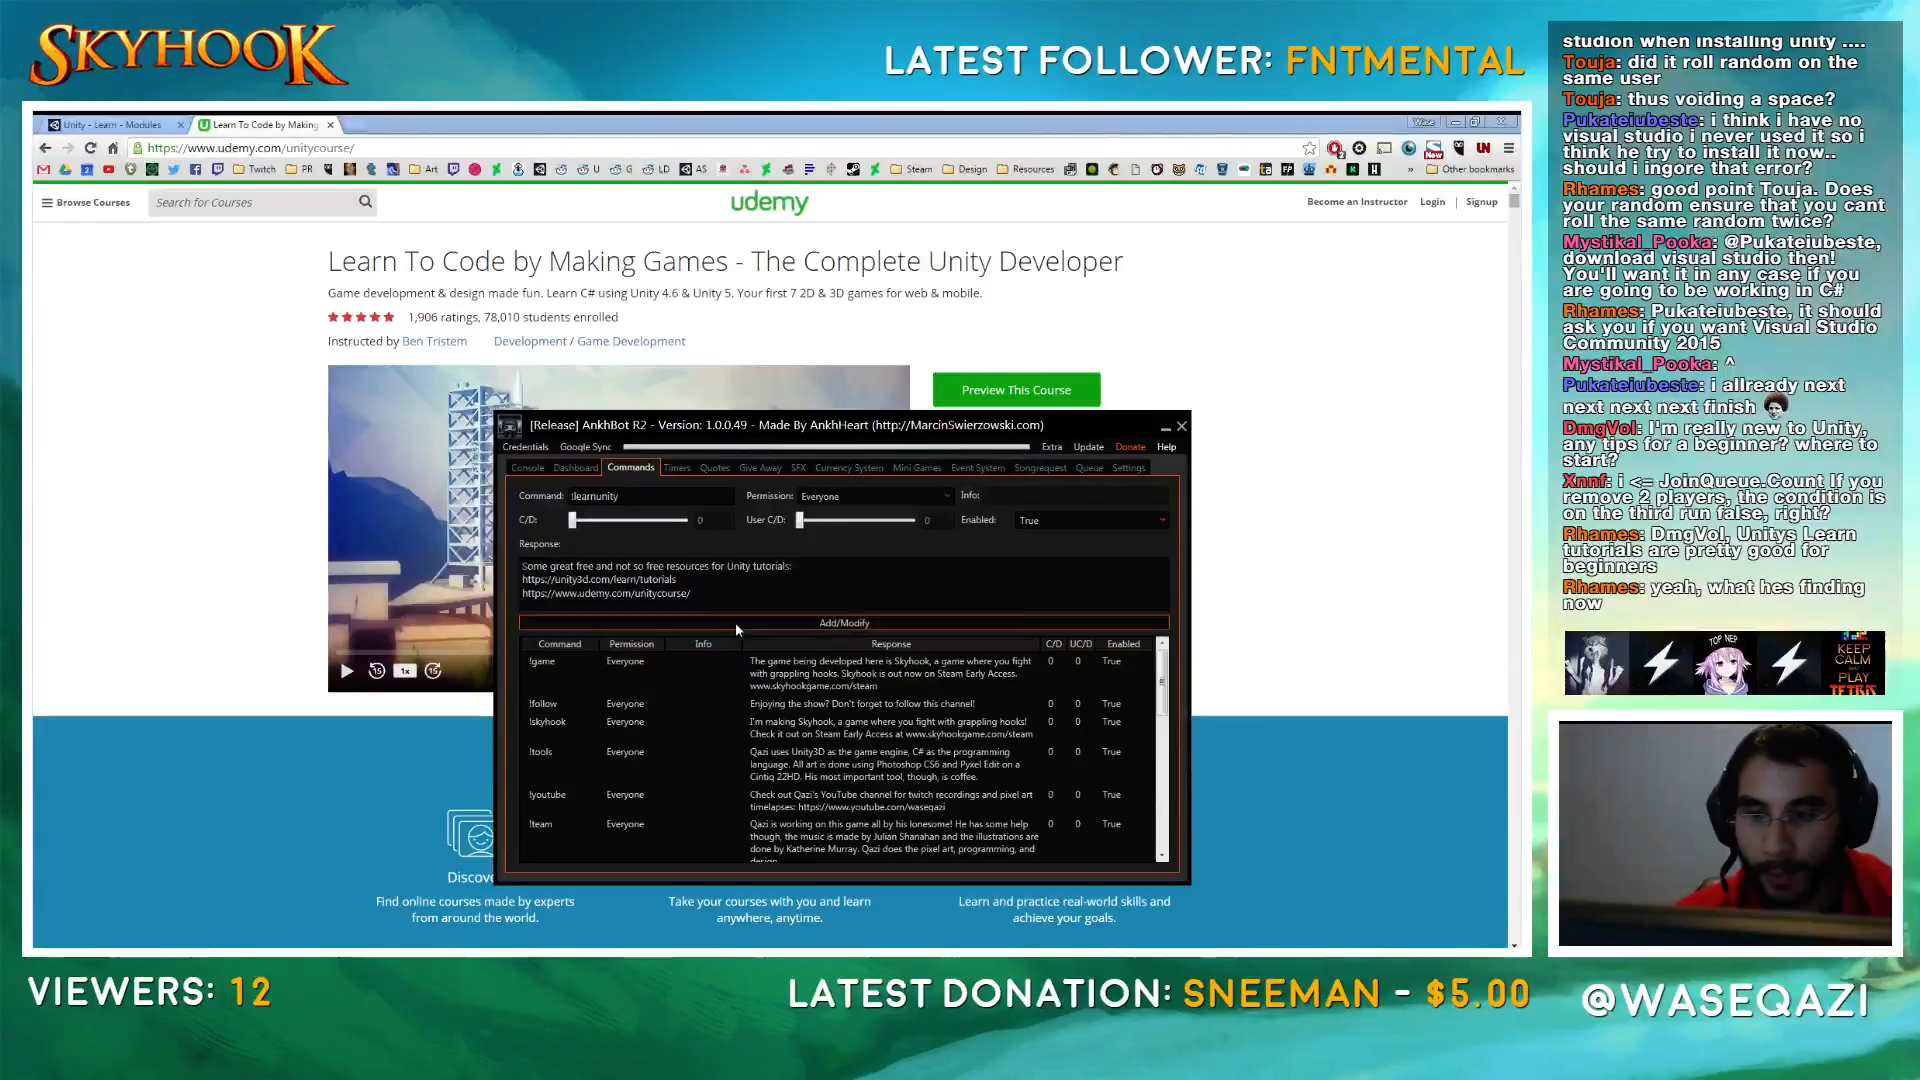 SKYHOOK
LATEST FOLLOWER: FNTMENTAL
Unity - Learn - Modules
Learn To Code by Making
Wase
https://www.udemy.com/unitycourse/
Twitch
PR
Art
U
G
LD
AS
Steam
Design
Resources
Other bookmarks
Browse Courses
Search for Courses
udemy
Become an Instructor
Login
Signup
Learn To Code by Making Games - The Complete Unity Developer
Game development & design made fun. Learn C# using Unity 4.6 & Unity 5. Your first 7 2D & 3D games for web & mobile.
1,906 ratings, 78,010 students enrolled
Instructed by Ben Tristem
Development / Game Development
Preview This Course
15
1x
15
[Release] AnkhBot R2 - Version: 1.0.0.49 - Made By AnkhHeart (http://MarcinSwierzowski.com)
Credentials
Google Sync
Extra
Update
Donate
Help
Console
Dashboard
Commands
Timers
Quotes
Give Away
SFX
Currency System
Mini Games
Event System
Songrequest
Queue
Settings
Command: !learnunity
Permission: Everyone
Info:
C/D: 0
User C/D: 0
Enabled: True
Response:
Some great free and not so free resources for Unity tutorials:
https://unity3d.com/learn/tutorials
https://www.udemy.com/unitycourse/
Add/Modify
Command Permission Info Response C/D UC/D Enabled
!game Everyone The game being developed here is Skyhook, a game where you fight 0 0 True
with grappling hooks. Skyhook is out now on Steam Early Access.
www.skyhookgame.com/steam
!follow Everyone Enjoying the show? Don't forget to follow this channel! 0 0 True
!skyhook Everyone I'm making Skyhook, a game where you fight with grappling hooks! 0 0 True
Check it out on Steam Early Access at www.skyhookgame.com/steam
!tools Everyone Qazi uses Unity3D as the game engine, C# as the programming 0 0 True
language. All art is done using Photoshop CS6 and Pyxel Edit on a
Cintiq 22HD. His most important tool, though, is coffee.
!youtube Everyone Check out Qazi's YouTube channel for twitch recordings and pixel art 0 0 True
timelapses: https://www.youtube.com/waseqazi
!team Everyone Qazi is working on this game all by his lonesome! He has some help 0 0 True
though, the music is made by Julian Shanahan and the illustrations are
done by Katherine Murray. Qazi does the pixel art, programming, and
design
Discove
Find online courses made by experts
from around the world.
Take your courses with you and learn
anywhere, anytime.
Learn and practice real-world skills and
achieve your goals.
studion when installing unity ....
Touja: did it roll random on the
same user
Touja: thus voiding a space?
Pukateiubeste: i think i have no
visual studio i never used it so i
think he try to install it now..
should i ingore that error?
Rhames: good point Touja. Does
your random ensure that you cant
roll the same random twice?
Mystikal_Pooka: @Pukateiubeste,
download visual studio then!
You'll want it in any case if you
are going to be working in C#
Rhames: Pukateiubeste, it should
ask you if you want Visual Studio
Community 2015
Mystikal_Pooka: ^
Pukateiubeste: i allready next
next next next finish
DmgVol: I'm really new to Unity,
any tips for a beginner? where to
start?
Xnnf: i <= JoinQueue.Count If you
remove 2 players, the condition is
on the third run false, right?
Rhames: DmgVol, Unitys Learn
tutorials are pretty good for
beginners
Rhames: yeah, what hes finding
now
TOP NEP
KEEP
CALM
AND
PLAY
TETRIS
VIEWERS: 12
LATEST DONATION: SNEEMAN - $5.00
@WASEQAZI